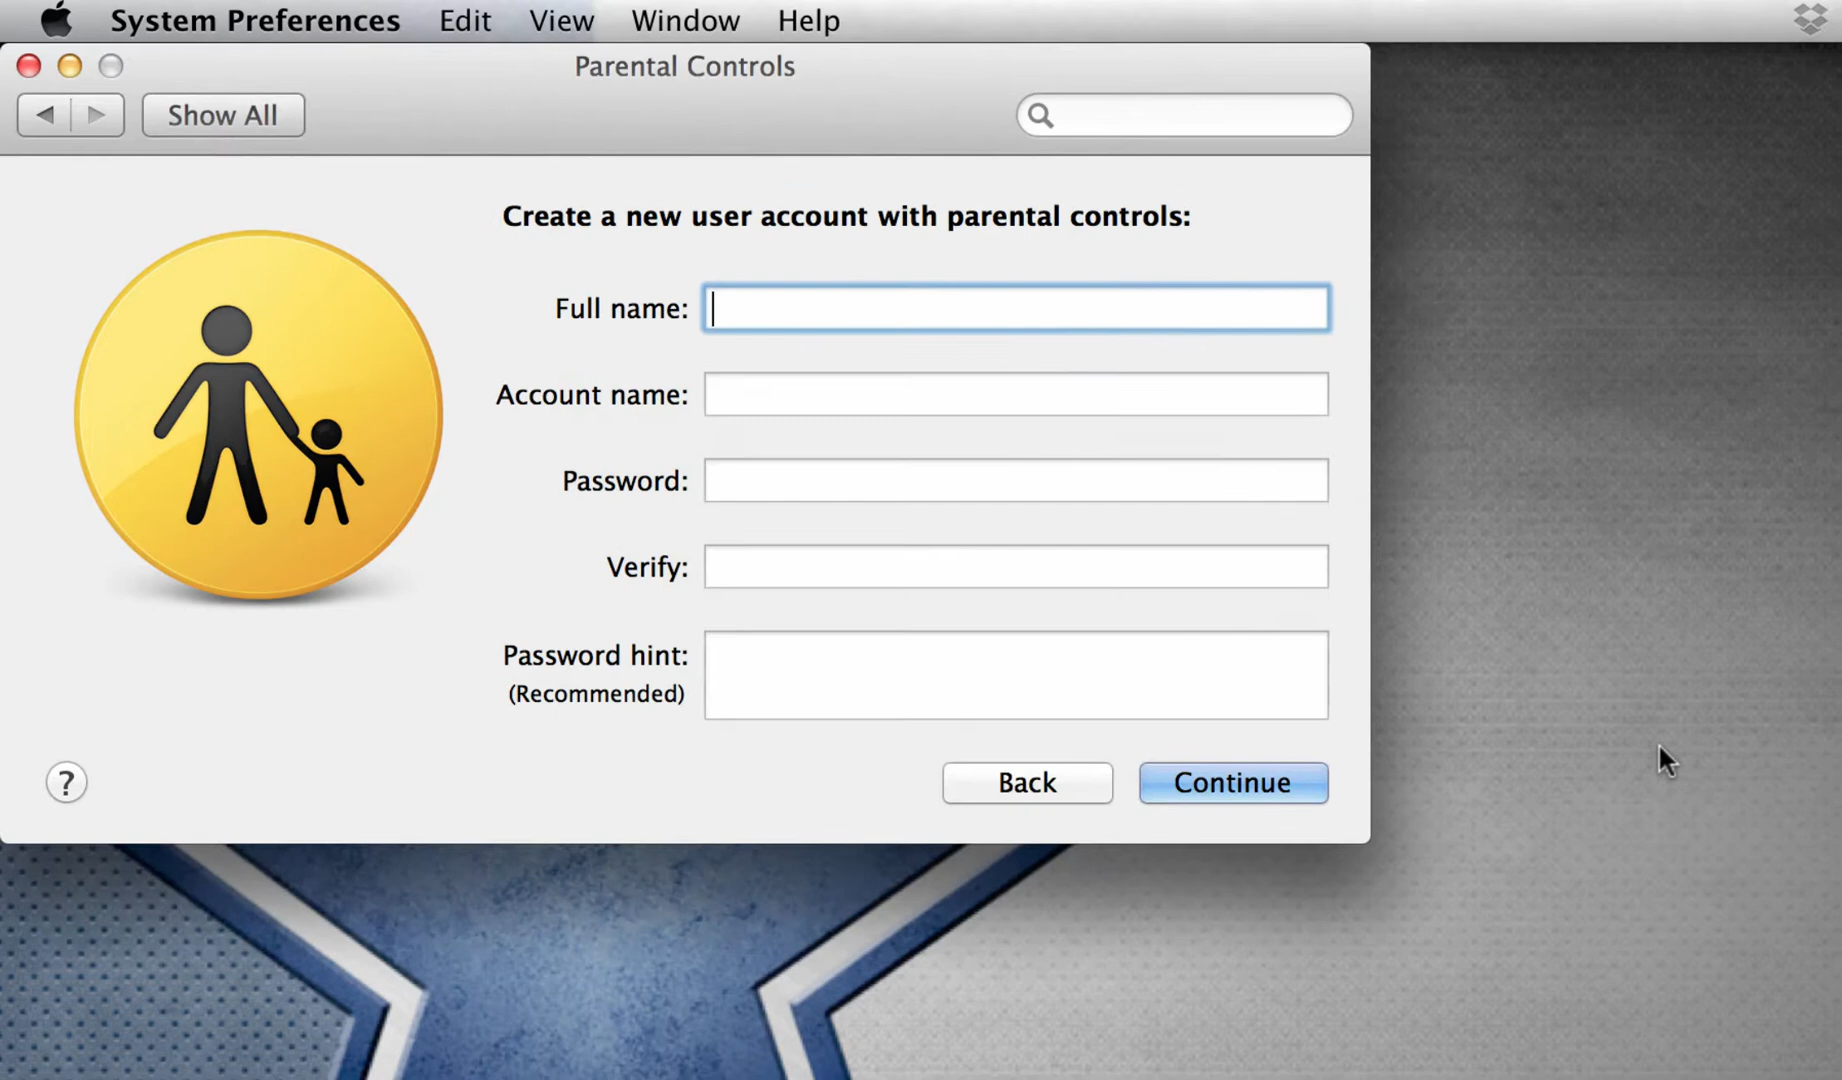 System Preferences Edit View Window Help
Parental Controls
Show All
Create a new user account with parental controls:
Full name:
Account name:
Password:
Verify:
Password hint:
(Recommended)
? Back Continue